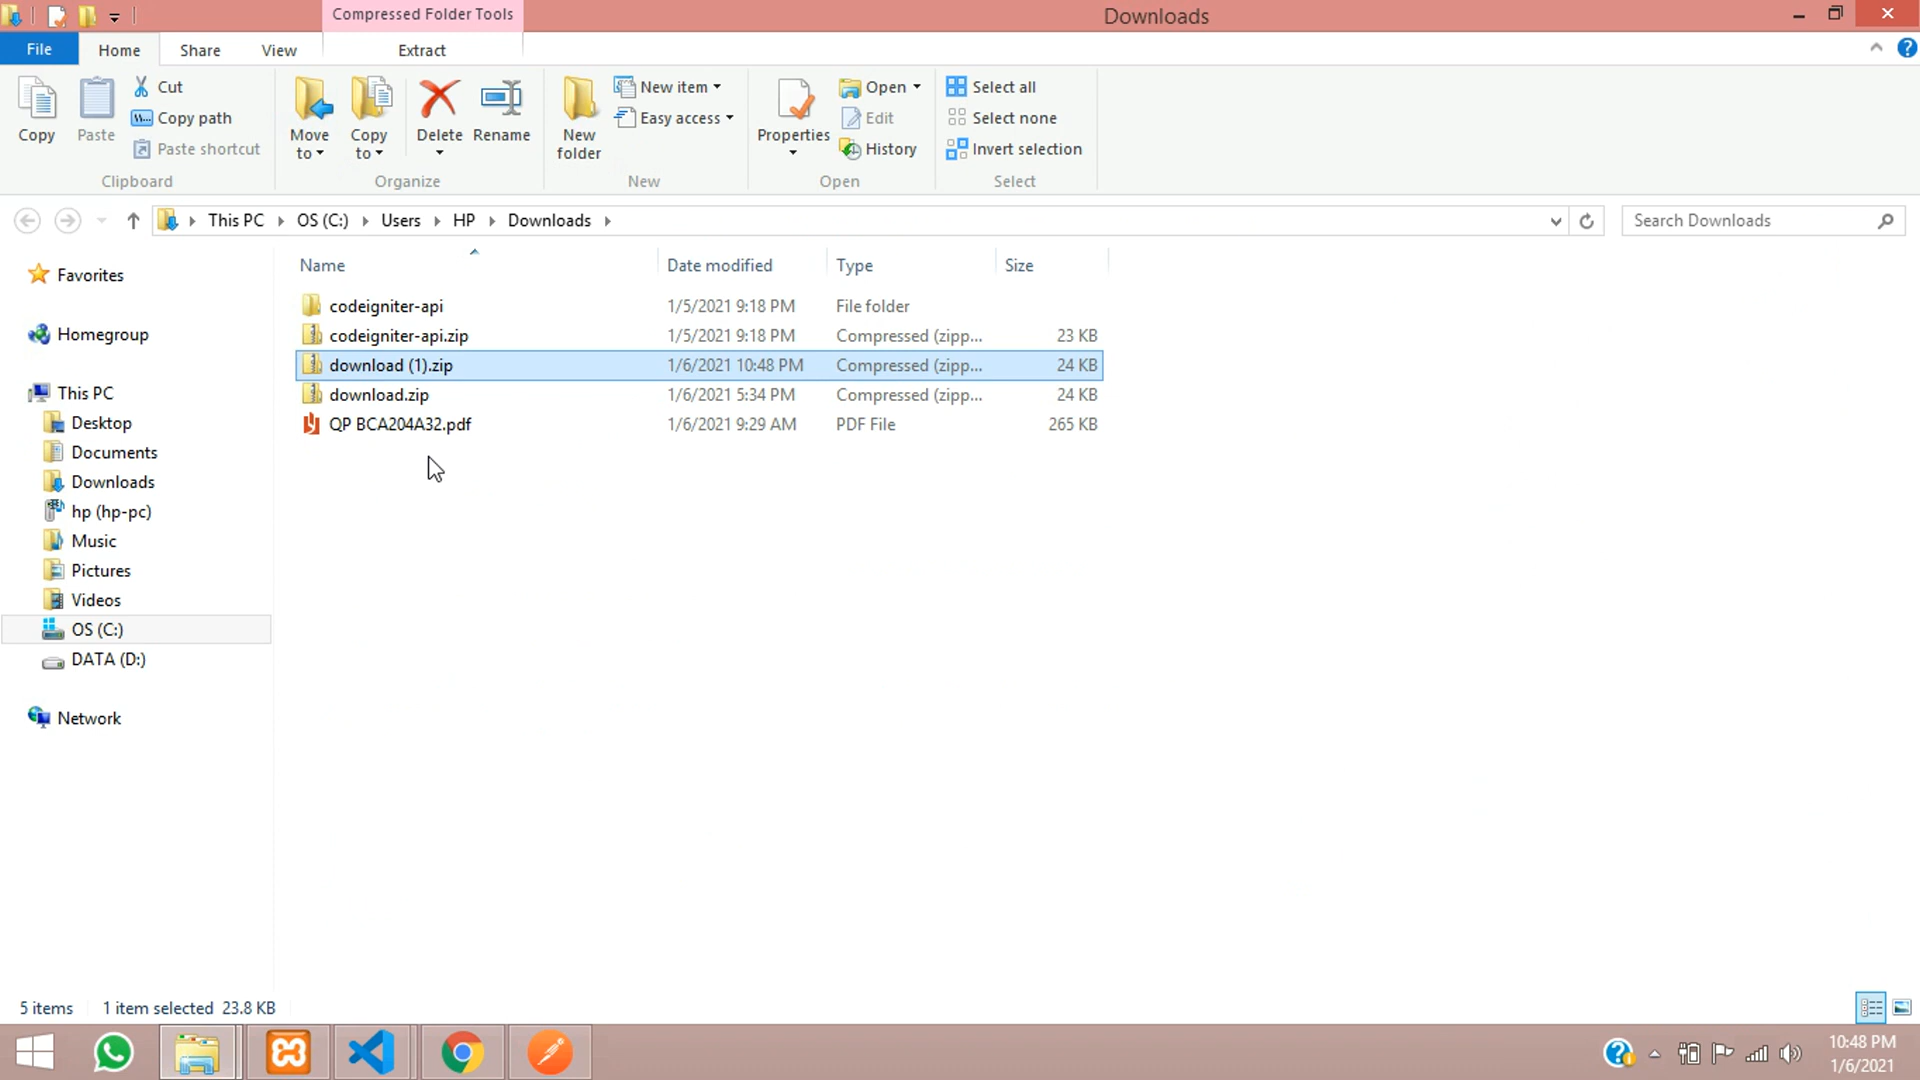 Compressed Folder Tools
Downloads
File
Home
Share
View
Extract
Copy
Paste
Cut
Copy path
Paste shortcut
Clipboard
Move to
Copy to
Delete
Rename
Organize
New folder
New item
Easy access
New
Properties
Open
Edit
History
Open
Select all
Select none
Invert selection
Select
This PC
OS (C:)
Users
HP
Downloads
Search Downloads
Name
Date modified
Type
Size
codeigniter-api 1/5/2021 9:18 PM File folder
codeigniter-api.zip 1/5/2021 9:18 PM Compressed (zipp... 23 KB
download (1).zip 1/6/2021 10:48 PM Compressed (zipp... 24 KB
download.zip 1/6/2021 5:34 PM Compressed (zipp... 24 KB
QP BCA204A32.pdf 1/6/2021 9:29 AM PDF File 265 KB
Favorites
Homegroup
This PC
Desktop
Documents
Downloads
hp (hp-pc)
Music
Pictures
Videos
OS (C:)
DATA (D:)
Network
5 items
1 item selected 23.8 KB
10:48 PM
1/6/2021